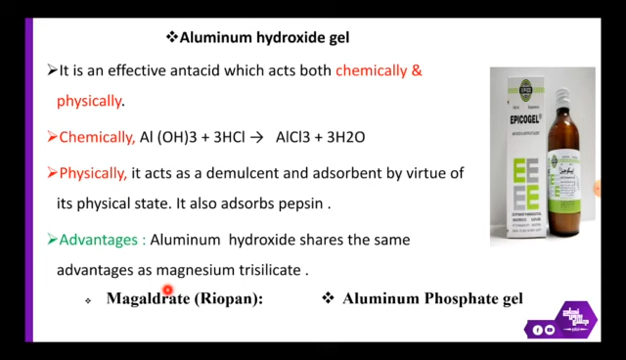 ❖Aluminum hydroxide gel
➤It is an effective antacid which acts both chemically &
physically.
➤Chemically, Al (OH)3 + 3HCl → AlCl3 + 3H2O
➤Physically, it acts as a demulcent and adsorbent by virtue of
its physical state. It also adsorbs pepsin .
➤Advantages : Aluminum hydroxide shares the same
advantages as magnesium trisilicate .
❖ Magaldrate (Riopan):
❖ Aluminum Phosphate gel
EPICO
EPICOGEL